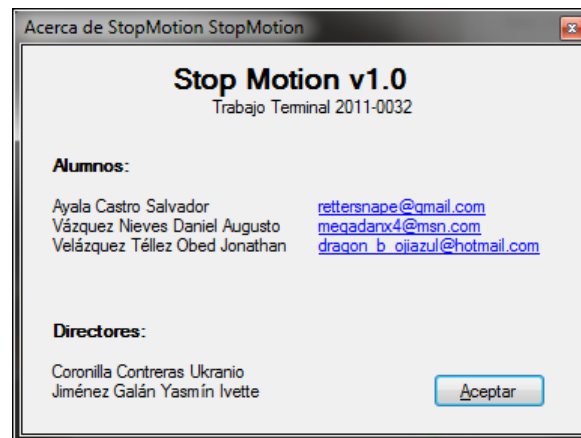 Acerca de StopMotion StopMotion
Stop Motion v1.0
Trabajo Terminal 2011-0032
Alumnos:
Ayala Castro Salvador rettersnape@gmail.com
Vázquez Nieves Daniel Augusto megadanx4@msn.com
Velázquez Téllez Obed Jonathan dragon_b_ojiazul@hotmail.com
Directores:
Coronilla Contreras Ukranio
Jiménez Galán Yasmín Ivette
Aceptar